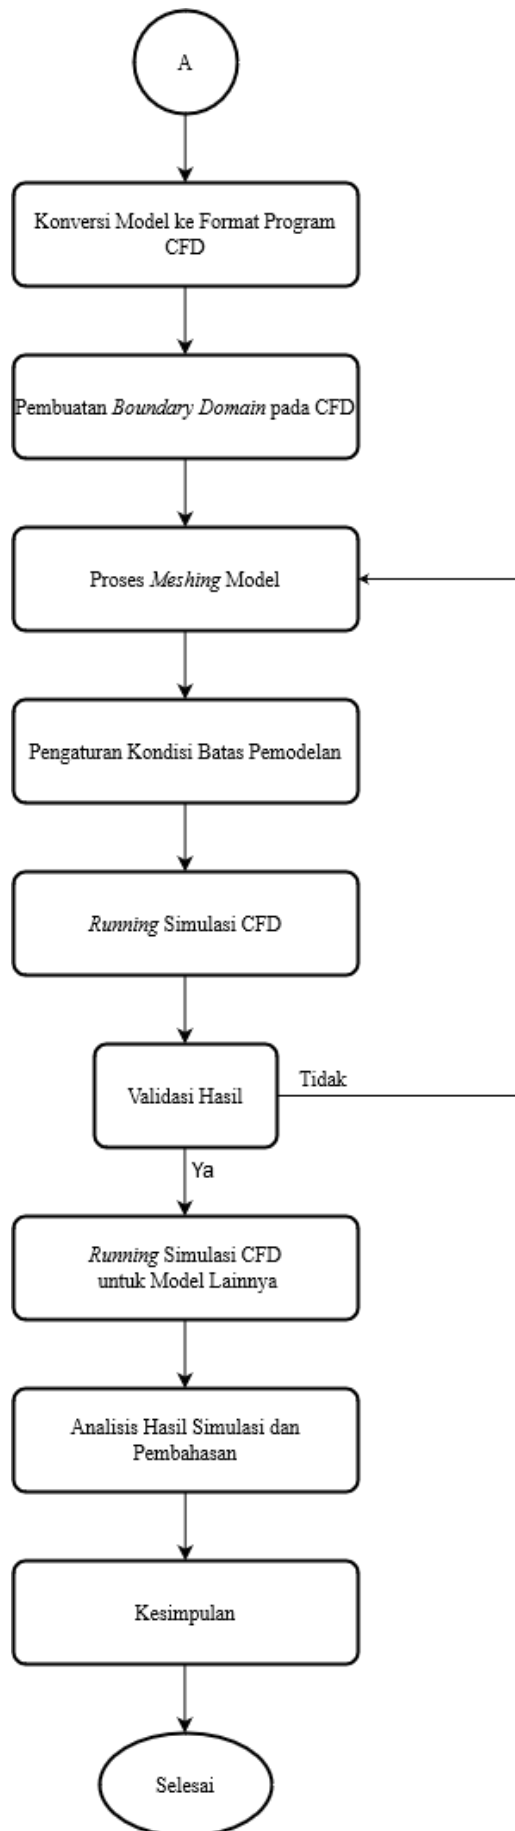 A
Konversi Model ke Format Program
CFD
Pembuatan Boundary Domain pada CFD
Proses Meshing Model
Pengaturan Kondisi Batas Pemodelan
Running Simulasi CFD
Validasi Hasil
Tidak
Ya
Running Simulasi CFD
untuk Model Lainnya
Analisis Hasil Simulasi dan
Pembahasan
Kesimpulan
Selesai